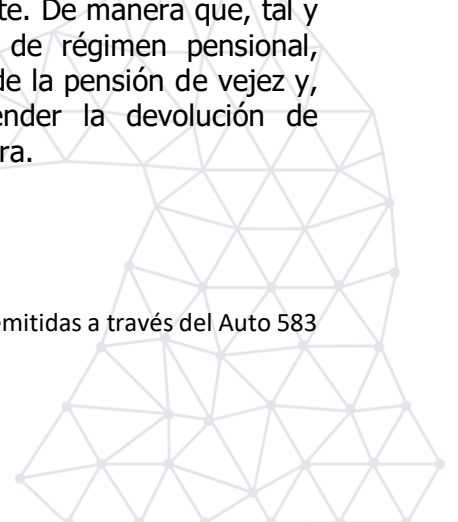 te. De manera que, tal y
de régimen pensional,
de la pensión de vejez y,
ender la devolución de
ra.
emitidas a través del Auto 583